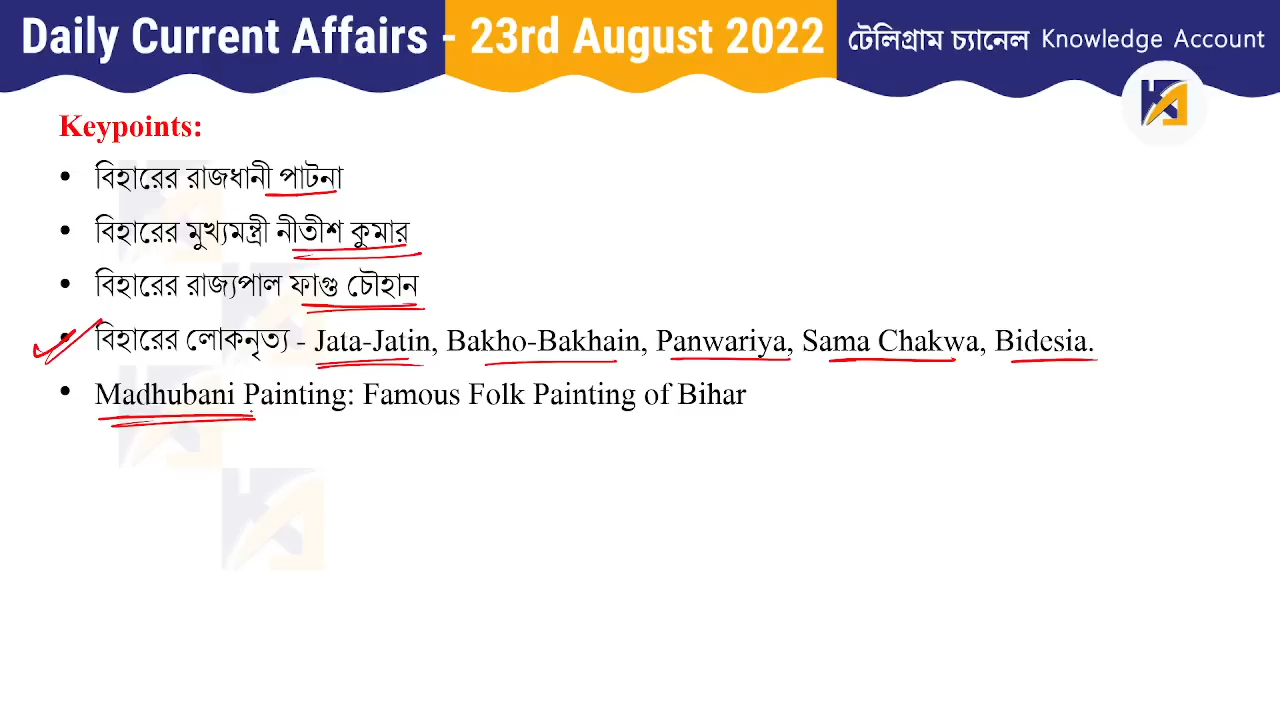 Daily Current Affairs - 23rd August 2022 টেলিগ্রাম চ্যানেল Knowledge Account
Keypoints:
• বিহারের রাজধানী পাটনা
• বিহারের মুখ্যমন্ত্রী নীতীশ কুমার
• বিহারের রাজ্যপাল ফাগু চৌহান
• বিহারের লোকনৃত্য - Jata-Jatin, Bakho-Bakhain, Panwariya, Sama Chakwa, Bidesia.
• Madhubani Painting: Famous Folk Painting of Bihar